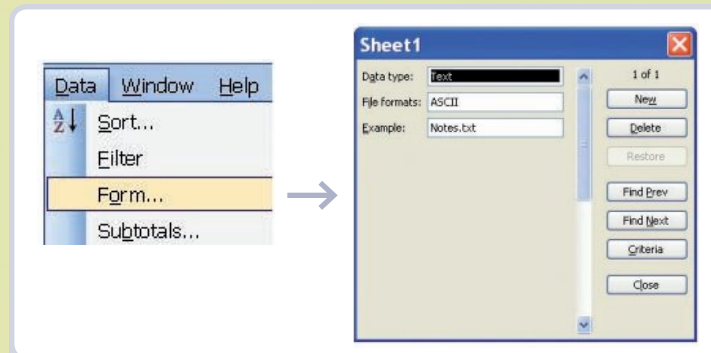 Data Window Help
Sort...
Filter
Form...
Subtotals...
Sheet1
Data type: Text
File formats: ASCII
Example: Notes.txt
1 of 1
New
Delete
Restore
Find Prev
Find Next
Criteria
Close